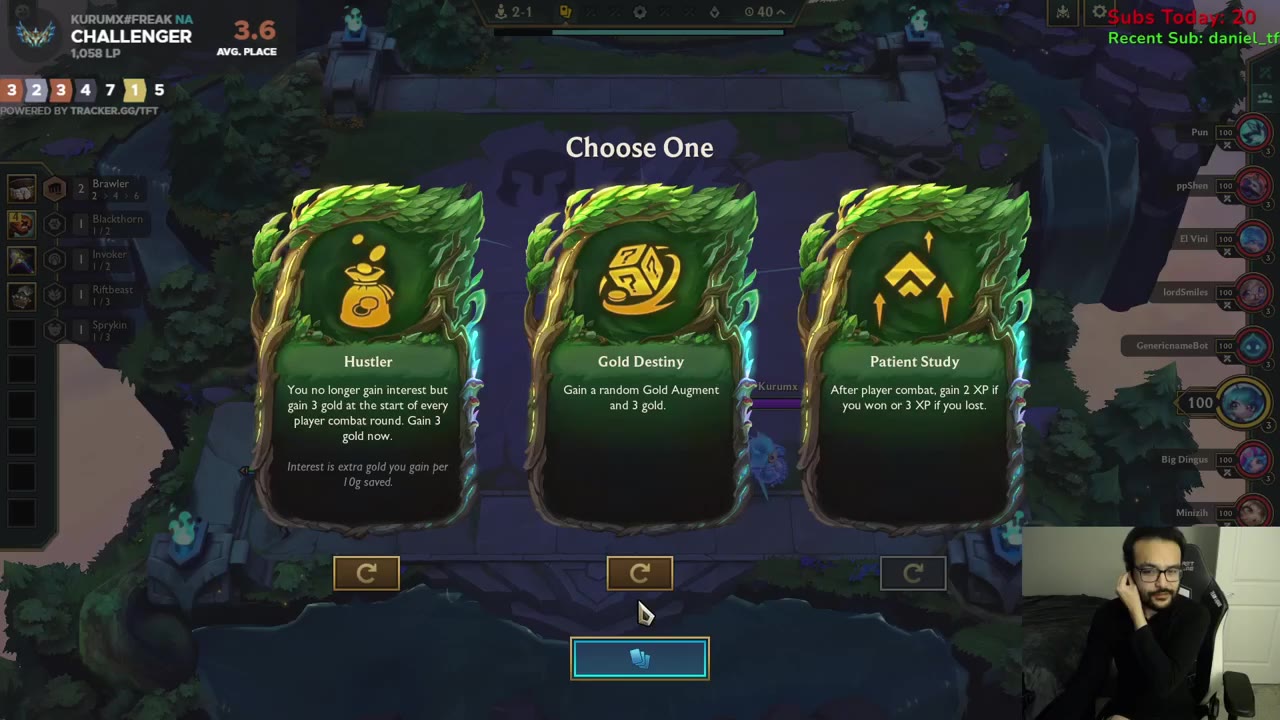 KURUMX#FREAK NA
CHALLENGER
1,058 LP
3.6
AVG. PLACE
3 2 3 4 7 1 5
POWERED BY TRACKER.GG/TFT
2-1
40
Subs Today: 20
Recent Sub: daniel_tf
Choose One
2 Brawler
2 > 4 > 6
1 Blackthorn
1 / 2
1 Invoker
1 / 2
1 Riftbeast
1 / 3
1 Sprykin
1 / 3
Hustler
You no longer gain interest but
gain 3 gold at the start of every
player combat round. Gain 3
gold now.
Interest is extra gold you gain per
10g saved.
Gold Destiny
Gain a random Gold Augment
and 3 gold.
Patient Study
After player combat, gain 2 XP if
you won or 3 XP if you lost.
Kurumx
Pun 100
ppShen 100
El Vini 100
lordSmiles 100
GenericnameBot 100
100
Big Dingus 100
Minizih 100